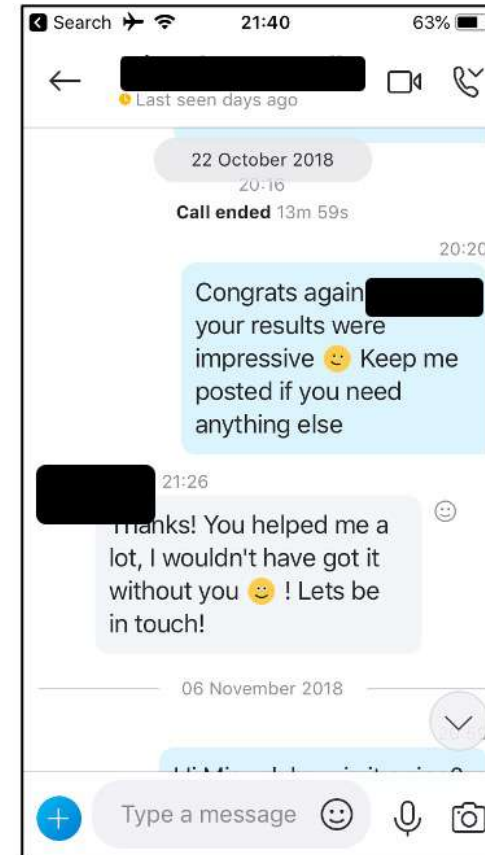 Search 21:40 63%
Last seen days ago
22 October 2018
20:16
Call ended 13m 59s
20:20
Congrats again
your results were
impressive 🙂 Keep me
posted if you need
anything else
21:26
Thanks! You helped me a
lot, I wouldn't have got it
without you 🙂 ! Lets be
in touch!
06 November 2018
Type a message